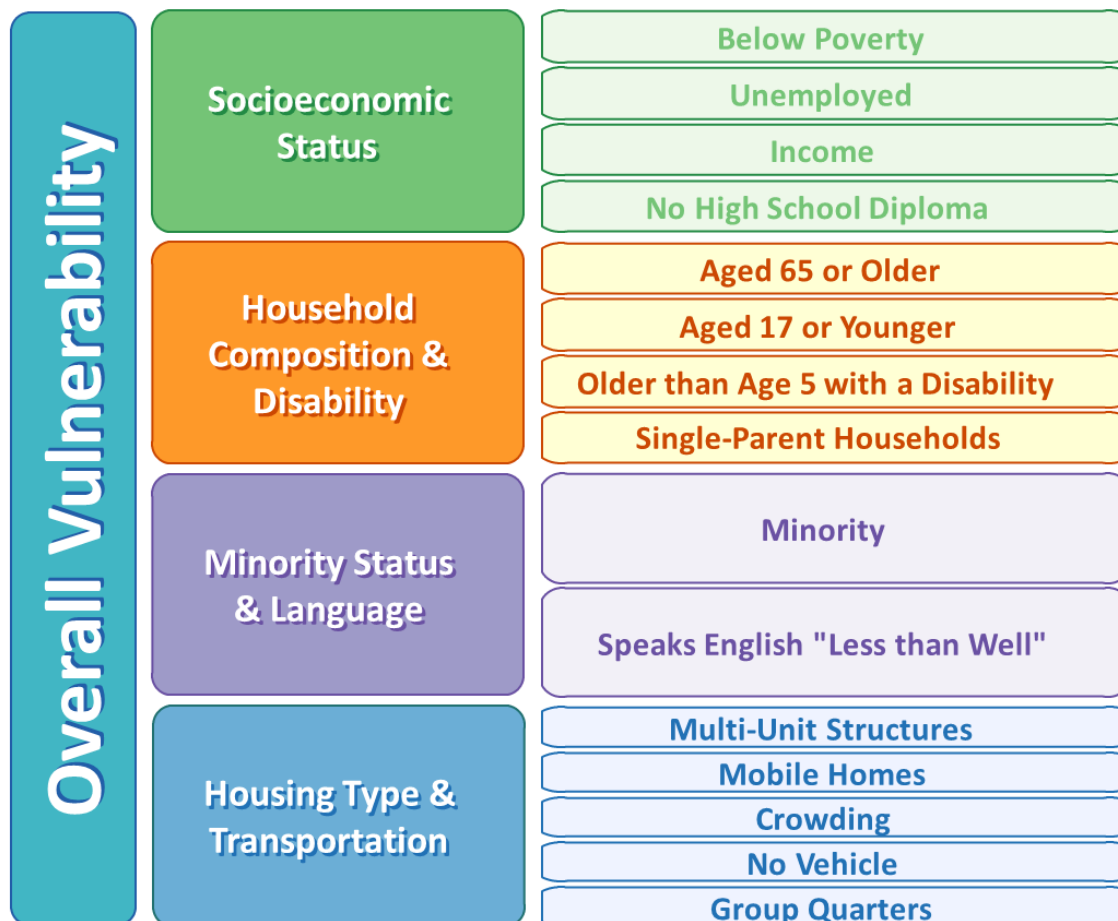 Overall Vulnerability
Socioeconomic
Status
Below Poverty
Unemployed
Income
No High School Diploma
Household
Composition &
Disability
Aged 65 or Older
Aged 17 or Younger
Older than Age 5 with a Disability
Single-Parent Households
Minority Status
& Language
Minority
Speaks English "Less than Well"
Housing Type &
Transportation
Multi-Unit Structures
Mobile Homes
Crowding
No Vehicle
Group Quarters